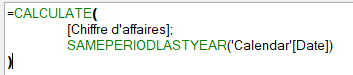 =CALCULATE(
[Chiffre d'affaires];
SAMEPERIODLASTYEAR('Calendar'[Date])
)